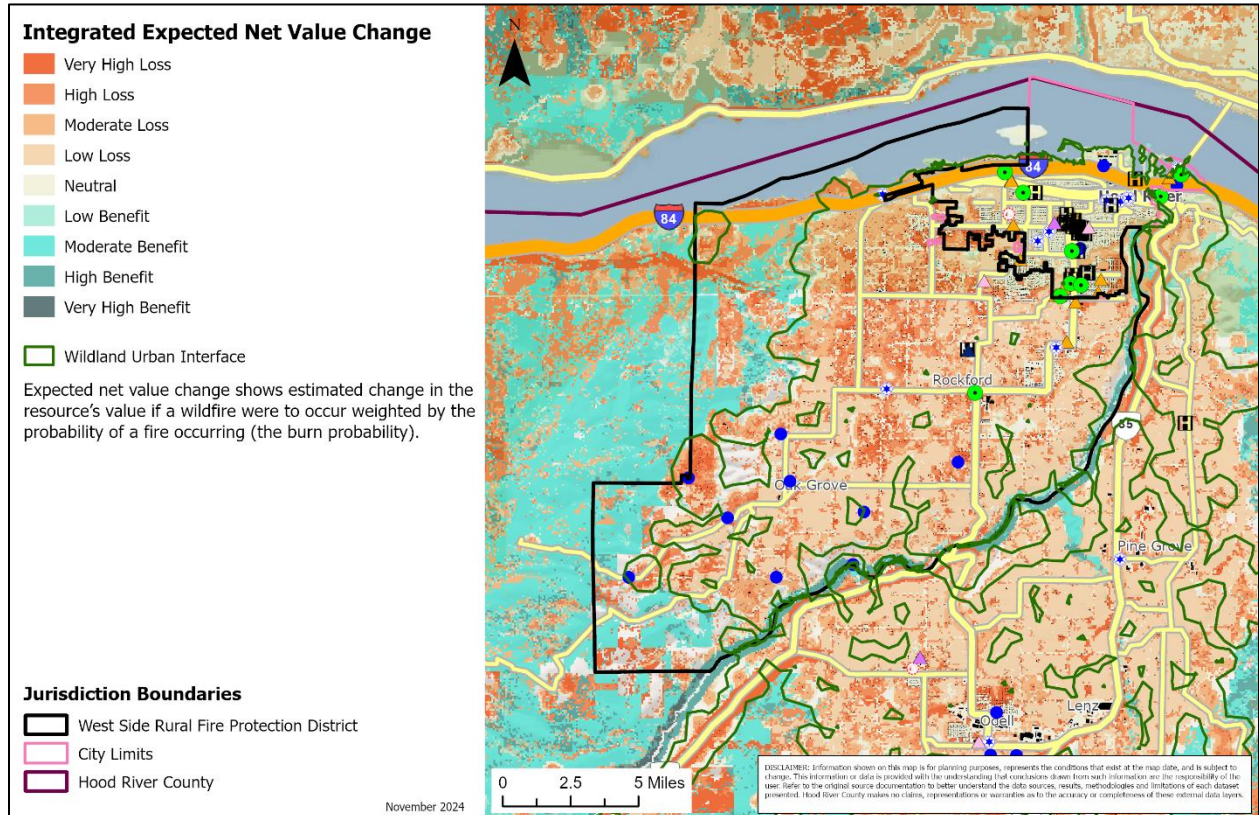 Integrated Expected Net Value Change
Very High Loss
High Loss
Moderate Loss
Low Loss
Neutral
Low Benefit
Moderate Benefit
High Benefit
Very High Benefit
Wildland Urban Interface
Expected net value change shows estimated change in the
resource's value if a wildfire were to occur weighted by the
probability of a fire occurring (the burn probability).
Jurisdiction Boundaries
West Side Rural Fire Protection District
City Limits
Hood River County
November 2024
N
84
84
H
H
River
H
H
H
Rockford
35
H
Oak Grove
Pine Grove
Odell
Lenz
0 2.5 5 Miles
DISCLAIMER: Information shown on this map is for planning purposes, represents the conditions that exist at the map date, and is subject to
change. This information or data is provided with the understanding that conclusions drawn from such information are the responsibility of the
user. Refer to the original source documentation to better understand the data sources, results, methodologies and limitations of each dataset
presented. Hood River County makes no claims, representations or warranties as to the accuracy or completeness of these external data layers.